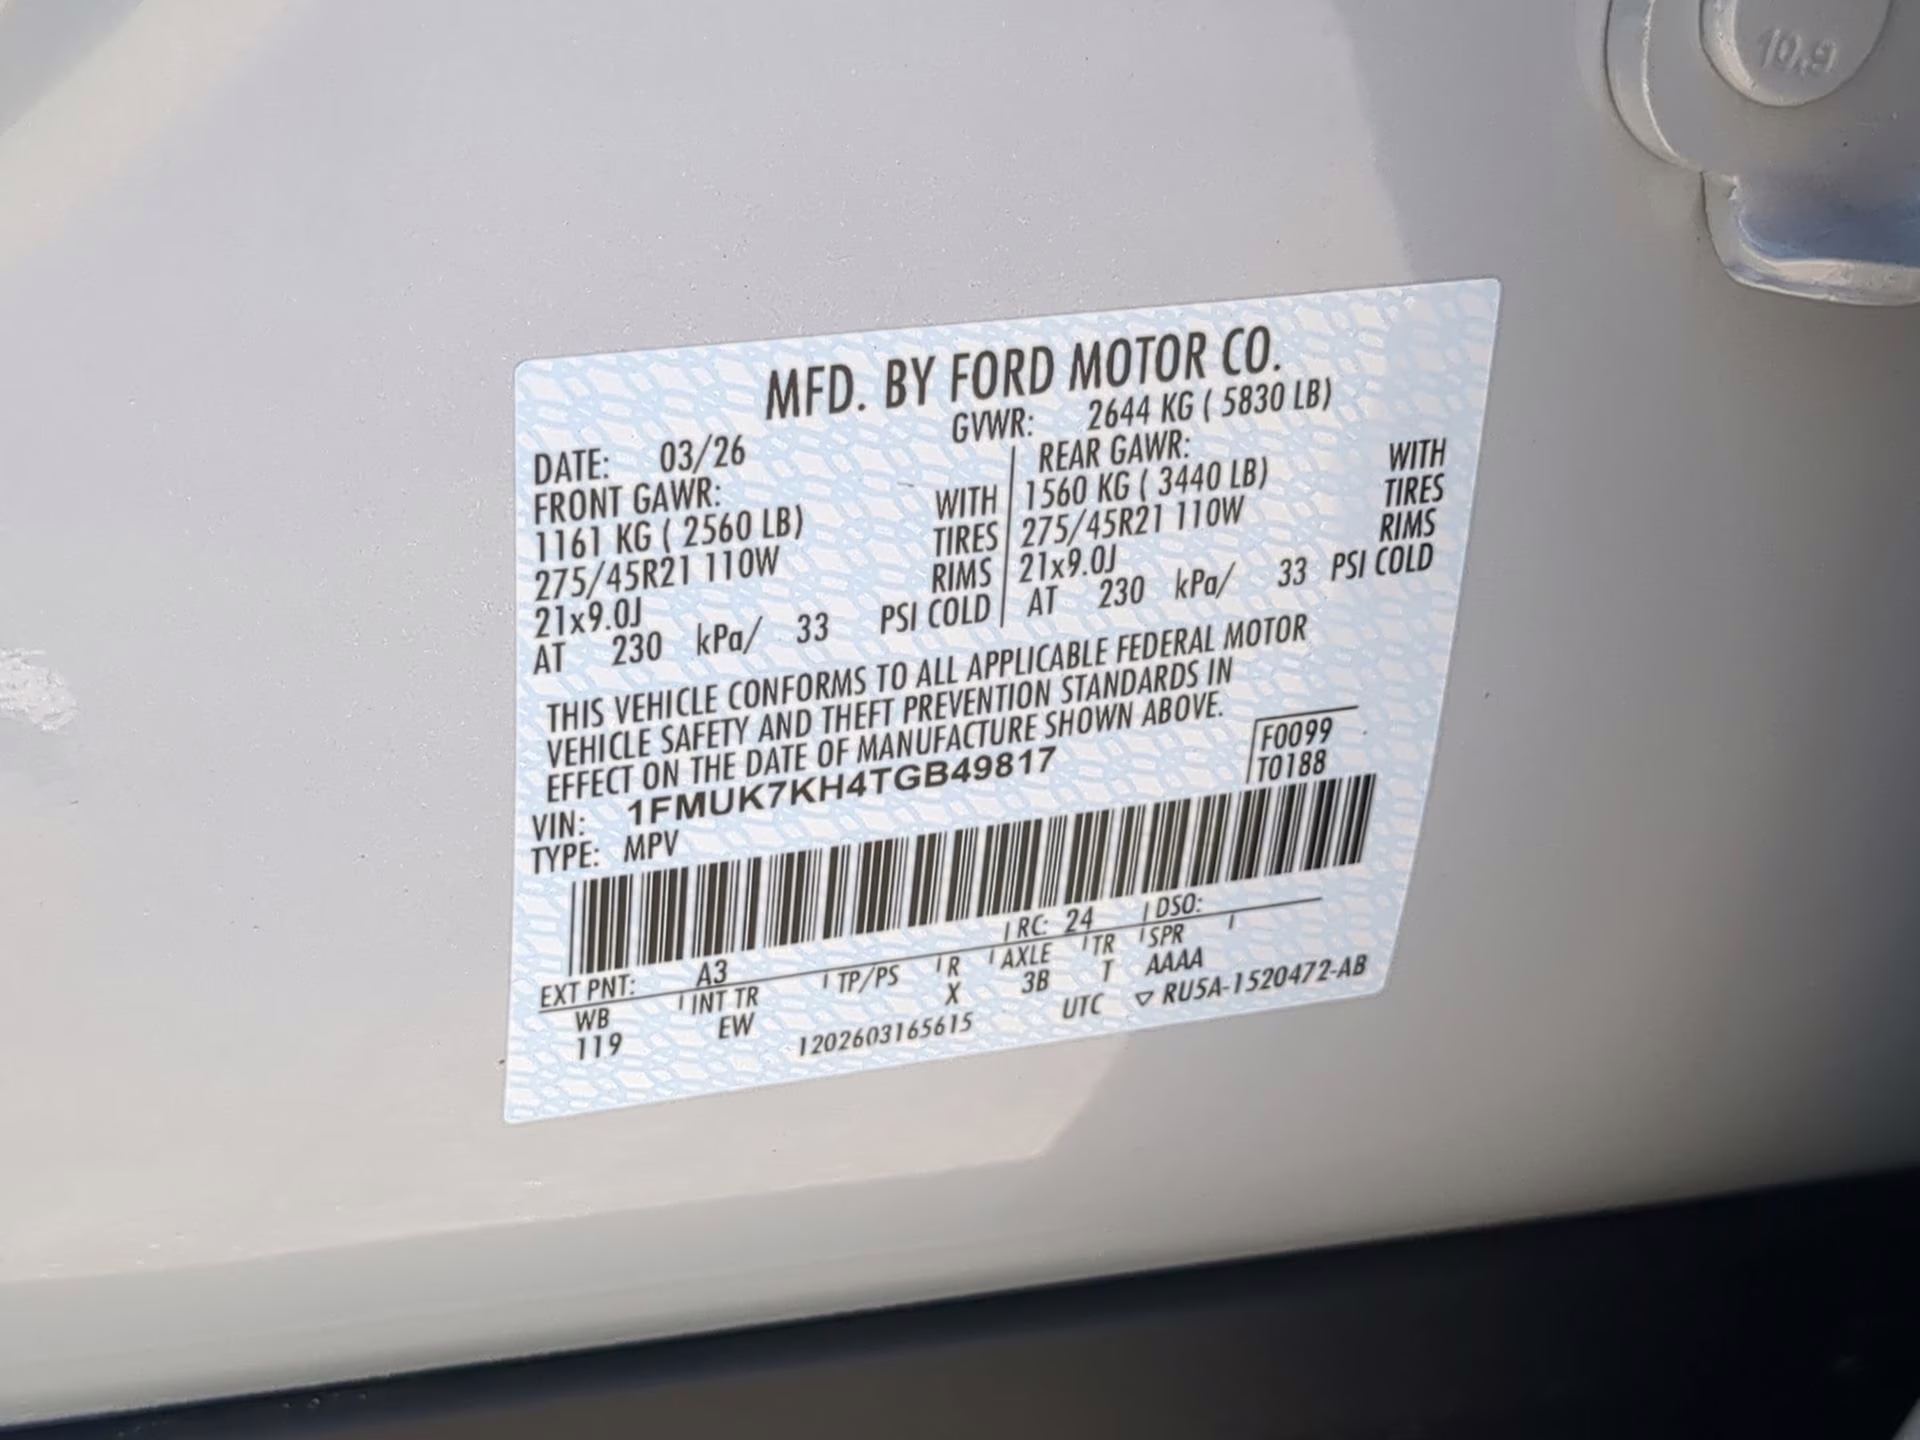 10.9
MFD. BY FORD MOTOR CO.
DATE: 03/26 GVWR: 2644 KG ( 5830 LB)
FRONT GAWR: REAR GAWR:
1161 KG ( 2560 LB) WITH 1560 KG ( 3440 LB) WITH
275/45R21 110W TIRES 275/45R21 110W TIRES
21x9.0J RIMS 21x9.0J RIMS
AT 230 kPa/ 33 PSI COLD AT 230 kPa/ 33 PSI COLD
THIS VEHICLE CONFORMS TO ALL APPLICABLE FEDERAL MOTOR
VEHICLE SAFETY AND THEFT PREVENTION STANDARDS IN
EFFECT ON THE DATE OF MANUFACTURE SHOWN ABOVE.
VIN: 1FMUK7KH4TGB49817 F0099
TYPE: MPV T0188
EXT PNT: A3 RC: 24 DSO:
WB INT TR TP/PS R AXLE TR SPR
119 EW X 3B T AAAA
1202603165615 UTC ▽ RU5A-1520472-AB